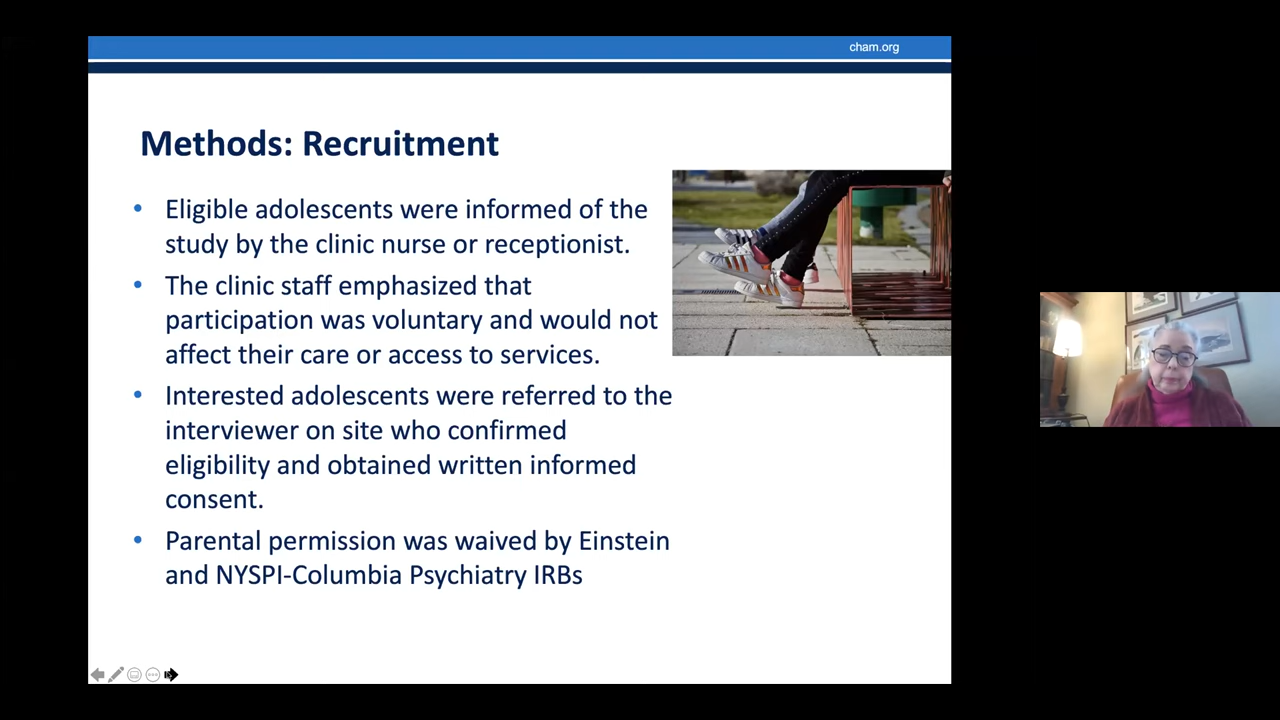 cham.org
Methods: Recruitment
• Eligible adolescents were informed of the
study by the clinic nurse or receptionist.
• The clinic staff emphasized that
participation was voluntary and would not
affect their care or access to services.
• Interested adolescents were referred to the
interviewer on site who confirmed
eligibility and obtained written informed
consent.
• Parental permission was waived by Einstein
and NYSPI-Columbia Psychiatry IRBs